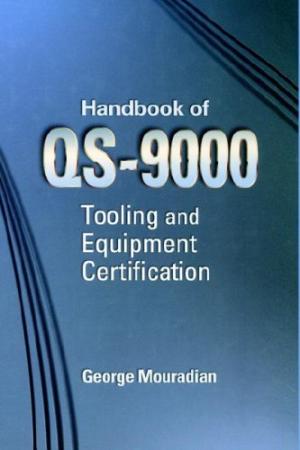 Handbook of
QS-9000
Tooling and
Equipment
Certification
George Mouradian